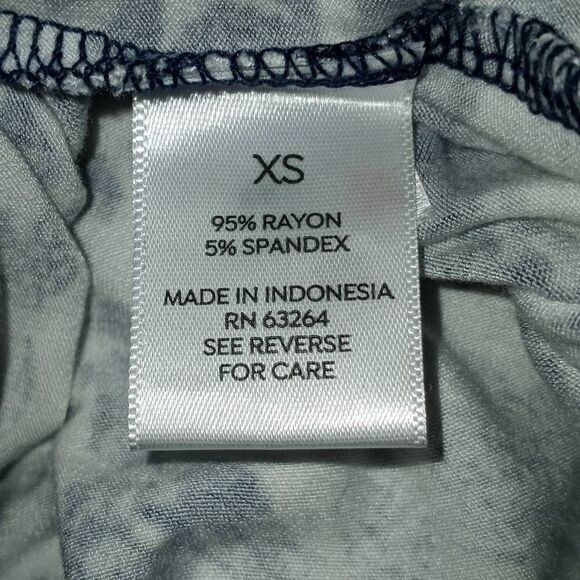 XS
95% RAYON
5% SPANDEX
MADE IN INDONESIA
RN 63264
SEE REVERSE
FOR CARE